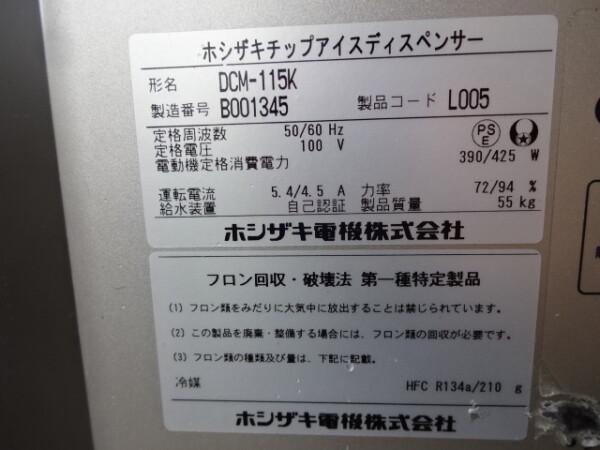 ホシザキチップアイスディスペンサー
形名 DCM-115K
製造番号 B001345 製品コード L005
定格周波数 50/60 Hz
定格電圧 100 V
PS E
電動機定格消費電力 390/425 W
運転電流 5.4/4.5 A 力率 72/94 %
給水装置 自己認証 製品質量 55 kg
ホシザキ電機株式会社
フロン回収・破壊法 第一種特定製品
(1) フロン類をみだりに大気中に放出することは禁じられています。
(2) この製品を廃棄・整備する場合には、フロン類の回収が必要です。
(3) フロン類の種類及び量は、下記に記載。
冷媒 HFC R134a/210 g
ホシザキ電機株式会社